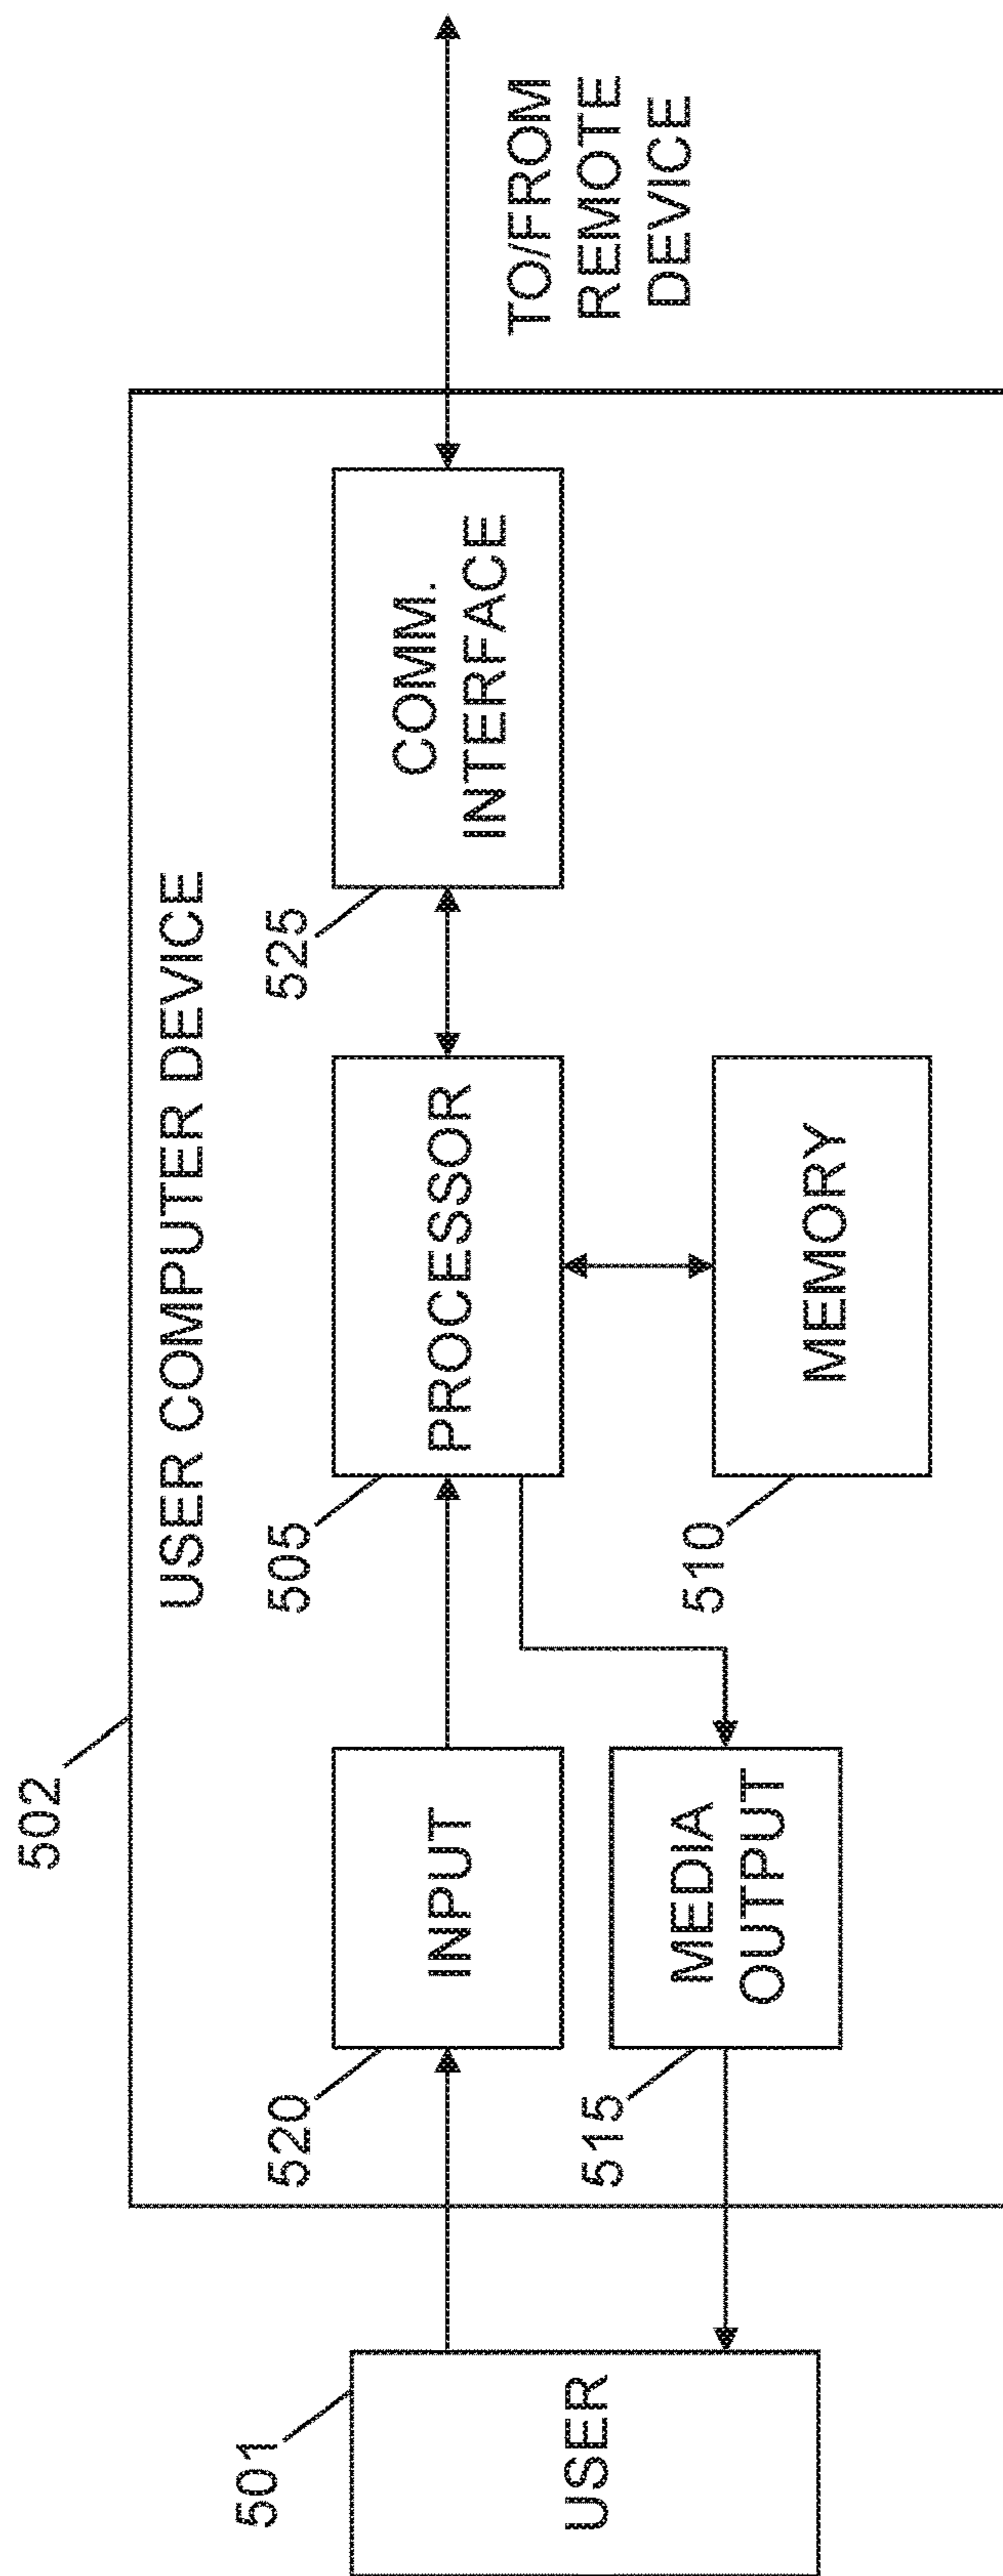 502
USER COMPUTER DEVICE
501
USER
520
INPUT
505
PROCESSOR
525
COMM.
INTERFACE
TO/FROM
REMOTE
DEVICE
515
MEDIA
OUTPUT
510
MEMORY